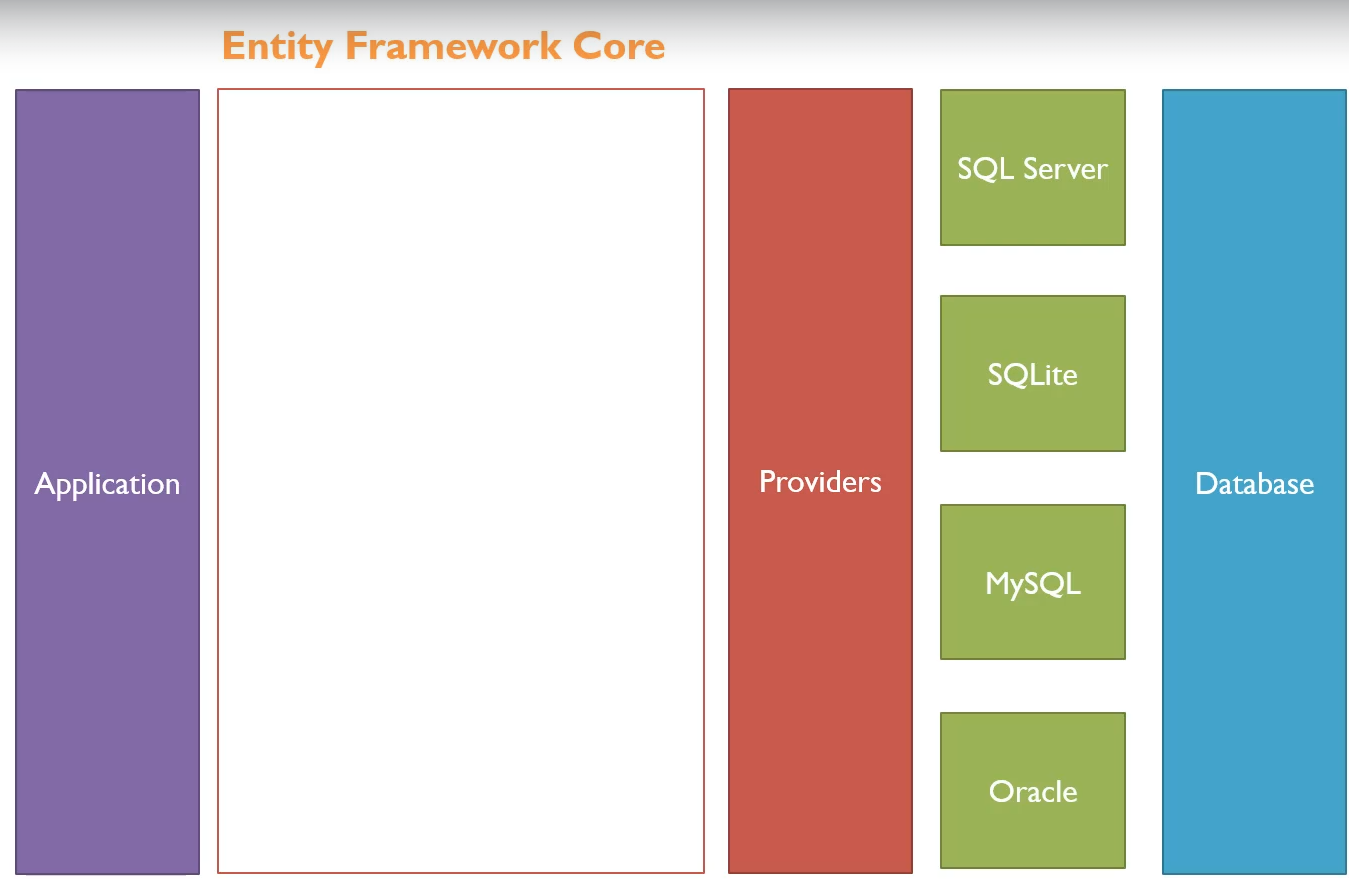 Entity Framework Core
Application
Providers
SQL Server
SQLite
MySQL
Oracle
Database